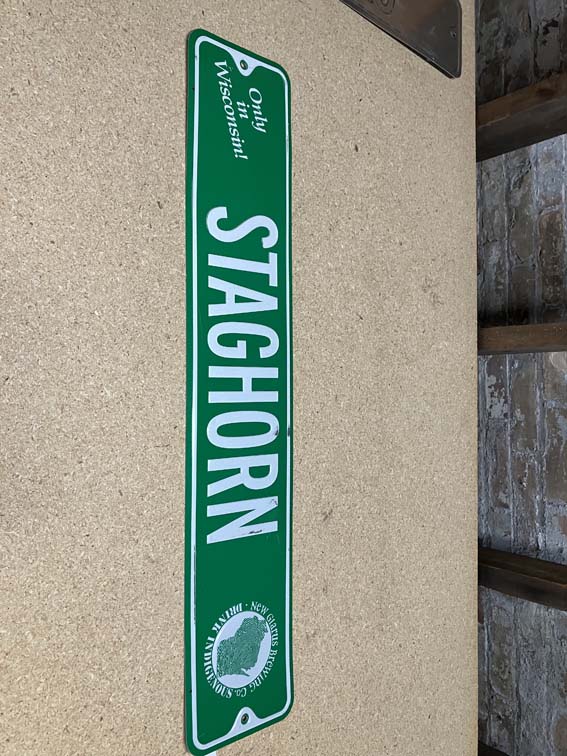 Only
in
Wisconsin!
STAGHORN
New Glarus Brewing Co.
DRINK INDIGENOUS